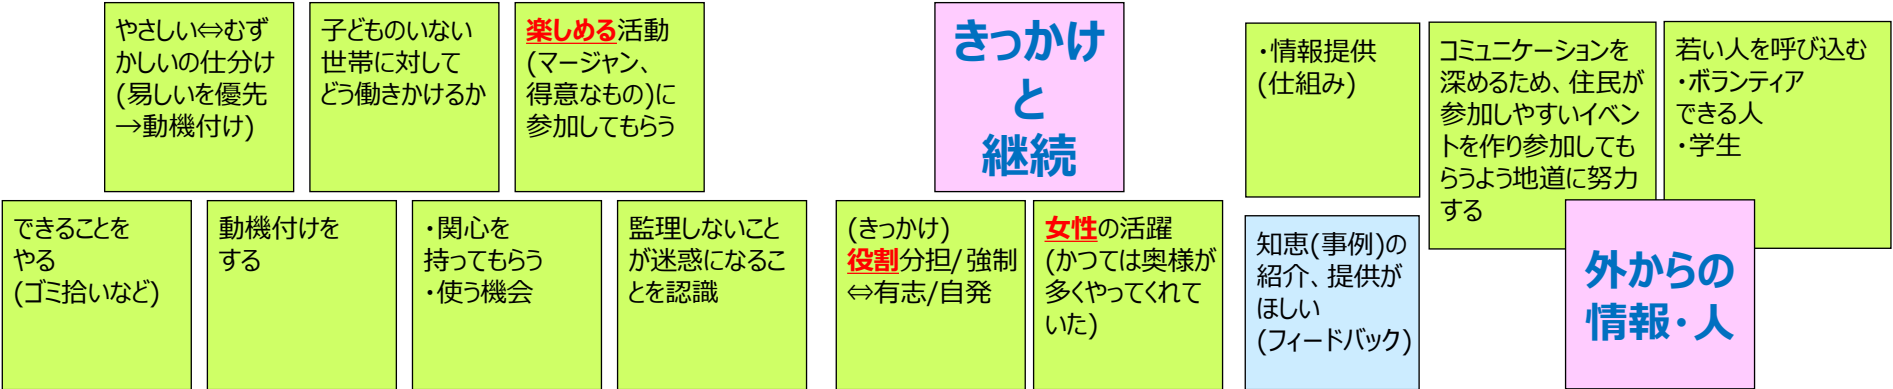 やさしい⇔むず
かしいの仕分け
(易しいを優先
→動機付け)
子どものいない
世帯に対して
どう働きかけるか
楽しめる活動
(マージャン、
得意なもの)に
参加してもらう
きっかけ
と
継続
・情報提供
(仕組み)
コミュニケーションを
深めるため、住民が
参加しやすいイベン
トを作り参加しても
らうよう地道に努力
する
若い人を呼び込む
・ボランティア
できる人
・学生
できることを
やる
(ゴミ拾いなど)
動機付けを
する
・関心を
持ってもらう
・使う機会
監理しないこと
が迷惑になるこ
とを認識
(きっかけ)
役割分担/強制
⇔有志/自発
女性の活躍
(かつては奥様が
多くやってくれて
いた)
知恵(事例)の
紹介、提供が
ほしい
(フィードバック)
外からの
情報・人